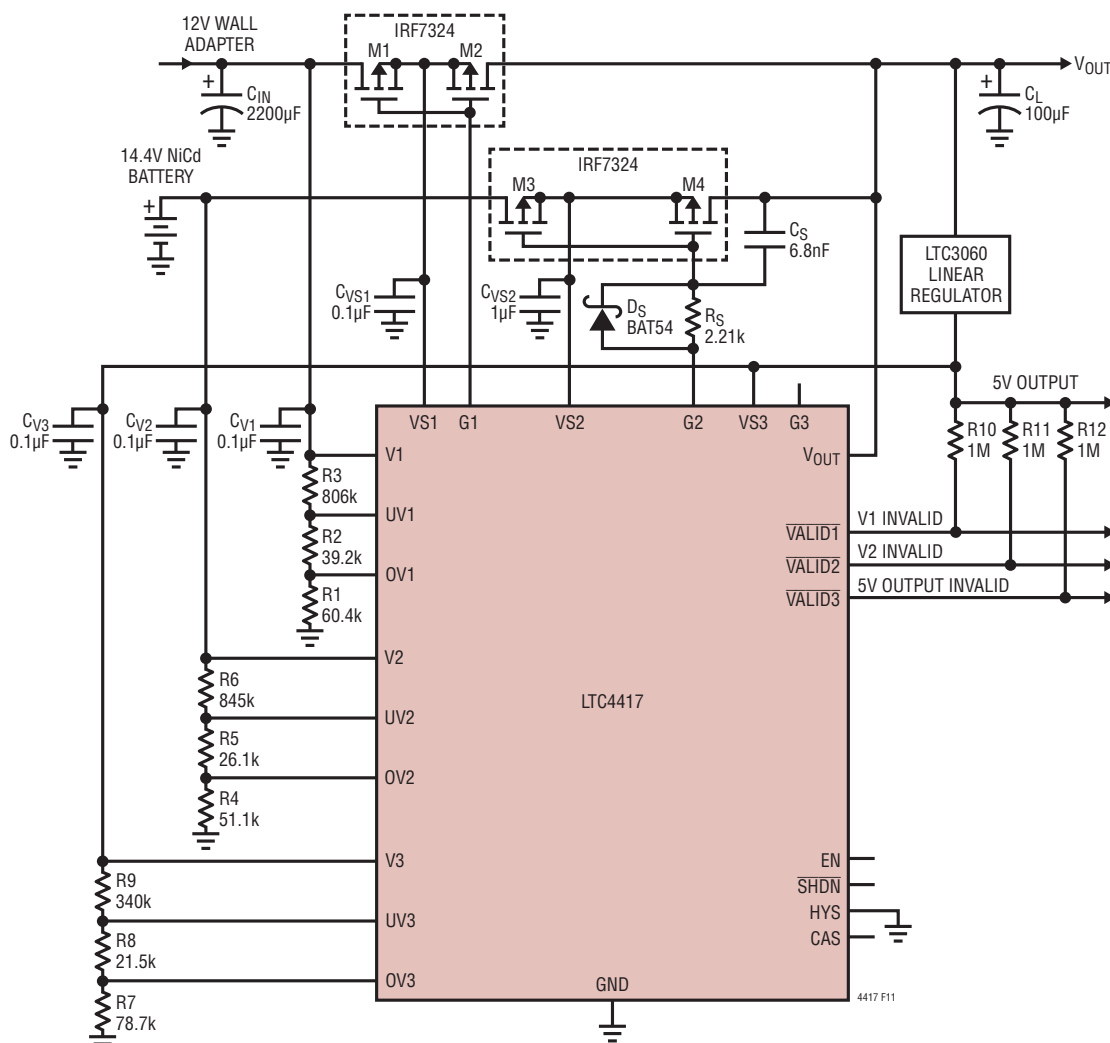 12V WALL
ADAPTER
IRF7324
M1
M2
VOUT
+
CIN
2200µF
+
CL
100µF
14.4V NiCd
BATTERY
+
IRF7324
M3
M4
CS
6.8nF
LTC3060
LINEAR
REGULATOR
CVS1
0.1µF
CVS2
1µF
DS
BAT54
RS
2.21k
5V OUTPUT
CV3
0.1µF
CV2
0.1µF
CV1
0.1µF
VS1
G1
VS2
G2
VS3
G3
R10
1M
R11
1M
R12
1M
V1
VOUT
R3
806k
UV1
R2
39.2k
OV1
R1
60.4k
VALID1
V1 INVALID
VALID2
V2 INVALID
VALID3
5V OUTPUT INVALID
V2
R6
845k
UV2
R5
26.1k
OV2
R4
51.1k
LTC4417
V3
R9
340k
UV3
R8
21.5k
OV3
R7
78.7k
EN
SHDN
HYS
CAS
GND
4417 F11